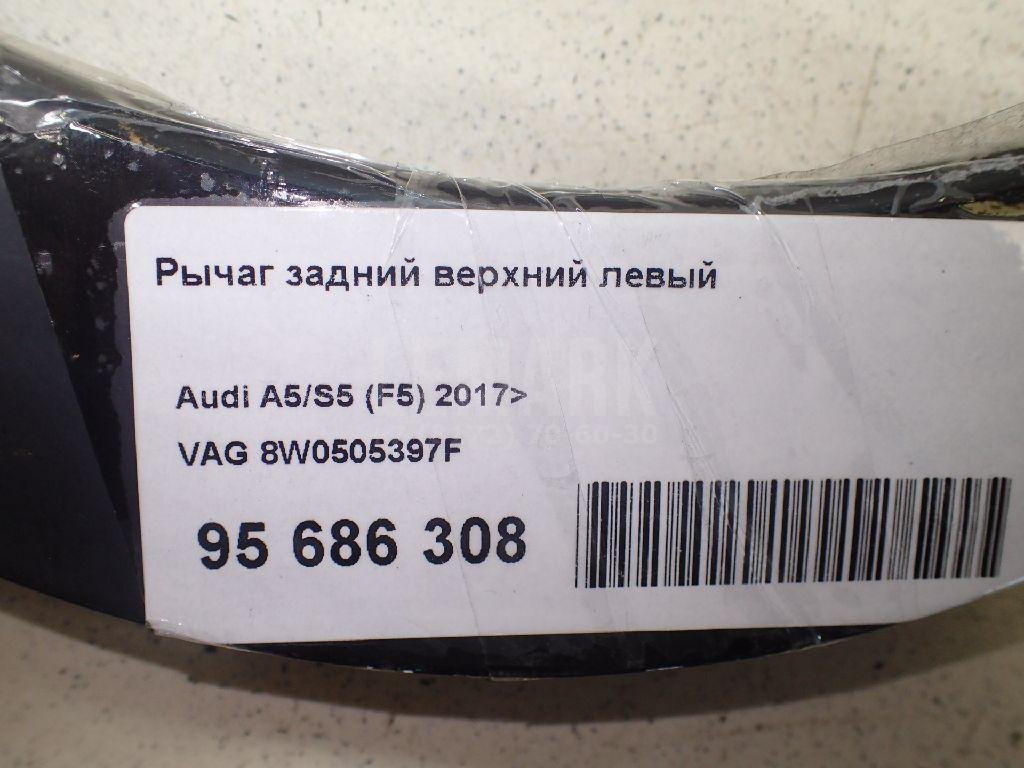 Рычаг задний верхний левый
Audi A5/S5 (F5) 2017>
VAG 8W0505397F
95 686 308